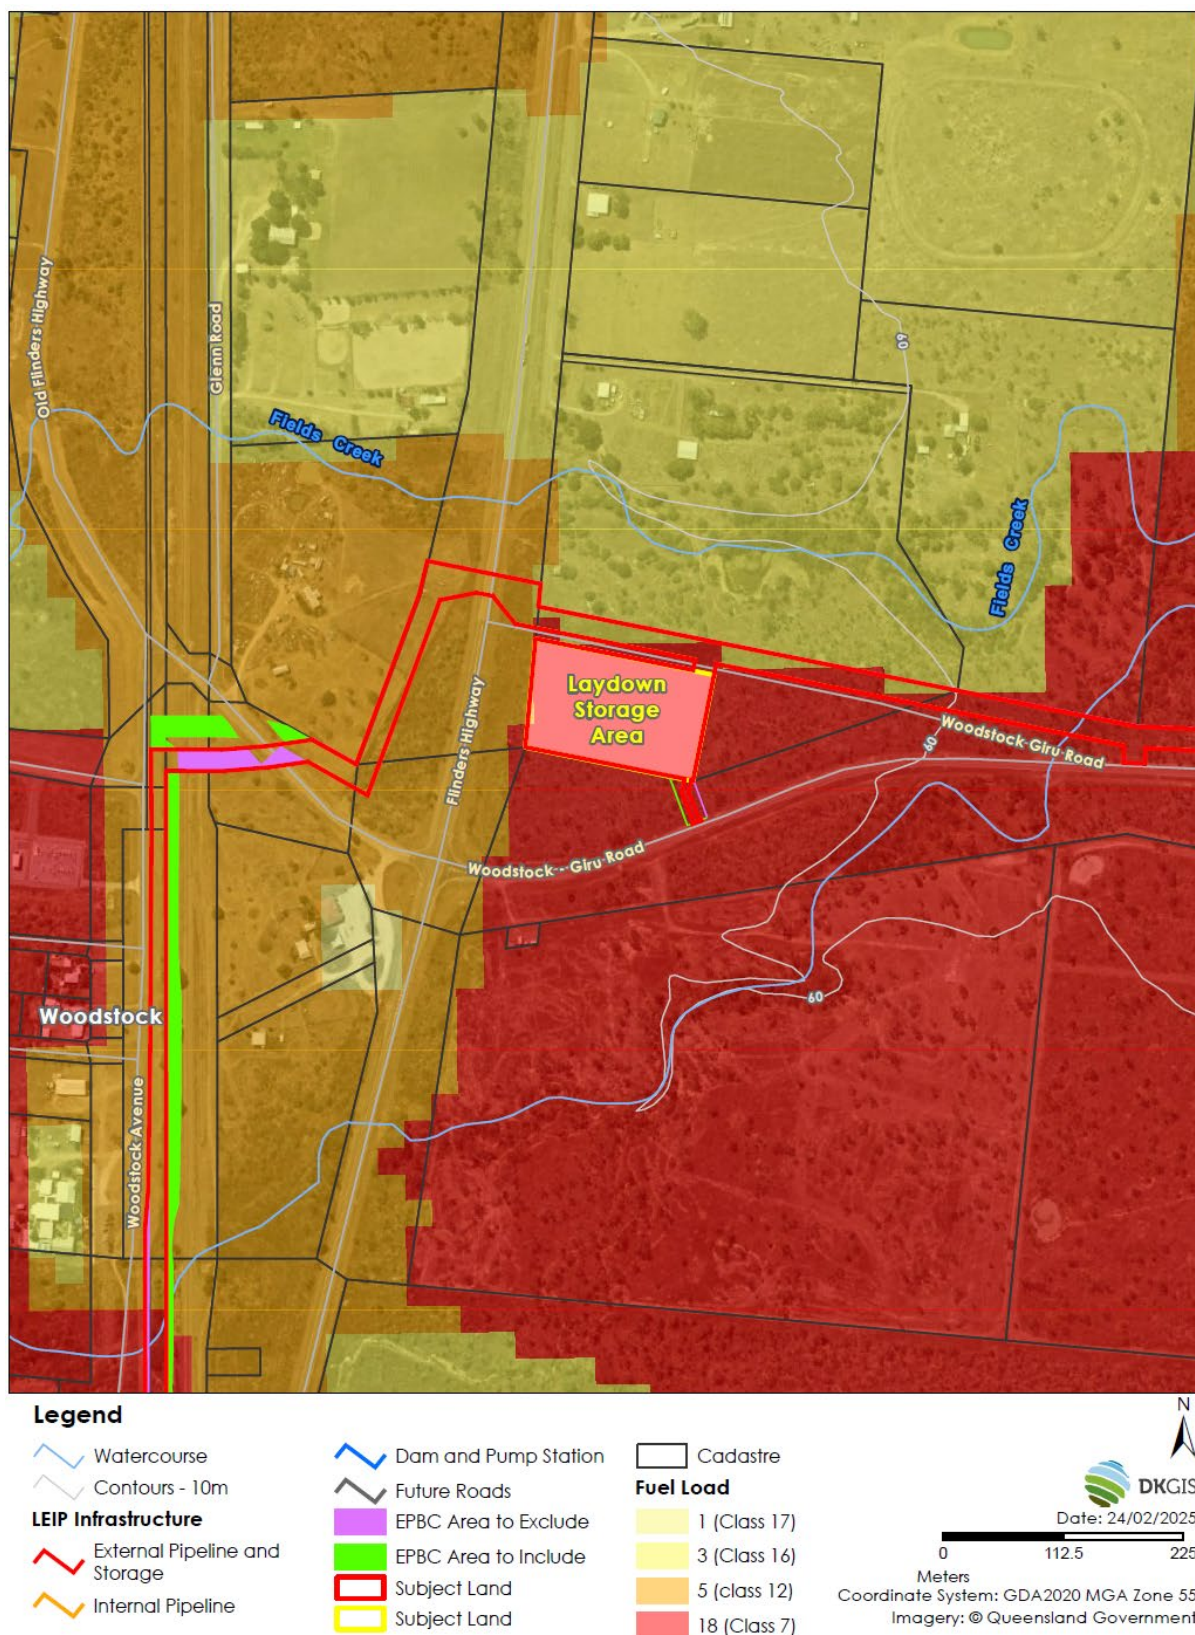 Old Flinders Highway
Glenn Road
Fields Creek
60
Fields Creek
Laydown
Storage
Area
Flinders Highway
Woodstock-Giru Road
60
Woodstock - Giru Road
60
Woodstock
Woodstock Avenue
Legend
Watercourse
Contours - 10m
LEIP Infrastructure
External Pipeline and
Storage
Internal Pipeline
Dam and Pump Station
Future Roads
EPBC Area to Exclude
EPBC Area to Include
Subject Land
Subject Land
Cadastre
Fuel Load
1 (Class 17)
3 (Class 16)
5 (class 12)
18 (Class 7)
N
DKGIS
Date: 24/02/2025
0 112.5 225
Meters
Coordinate System: GDA2020 MGA Zone 55
Imagery: © Queensland Government